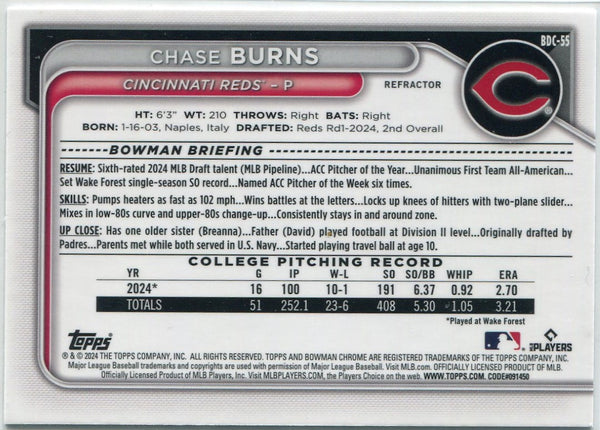 BDC-55
CHASE BURNS
CINCINNATI REDS™ – P
REFRACTOR
C
HT: 6'3" WT: 210 THROWS: Right BATS: Right
BORN: 1-16-03, Naples, Italy DRAFTED: Reds Rd1-2024, 2nd Overall
BOWMAN BRIEFING
RESUME: Sixth-rated 2024 MLB Draft talent (MLB Pipeline)...ACC Pitcher of the Year...Unanimous First Team All-American...
Set Wake Forest single-season SO record...Named ACC Pitcher of the Week six times.
SKILLS: Pumps heaters as fast as 102 mph...Wins battles at the letters...Locks up knees of hitters with two-plane slider...
Mixes in low-80s curve and upper-80s change-up...Consistently stays in and around zone.
UP CLOSE: Has one older sister (Breanna)...Father (David) played football at Division II level...Originally drafted by
Padres...Parents met while both served in U.S. Navy...Started playing travel ball at age 10.
COLLEGE PITCHING RECORD
YR G IP W-L SO SO/BB WHIP ERA
2024* 16 100 10-1 191 6.37 0.92 2.70
TOTALS 51 252.1 23-6 408 5.30 1.05 3.21
*Played at Wake Forest
Topps
MLB PLAYERS
® & © 2024 THE TOPPS COMPANY, INC. ALL RIGHTS RESERVED. TOPPS AND BOWMAN CHROME ARE REGISTERED TRADEMARKS OF THE TOPPS COMPANY, INC.
Major League Baseball trademarks and copyrights are used with permission of Major League Baseball. Visit MLB.com. OFFICIALLY LICENSED PRODUCT OF MLB.
Officially Licensed Product of MLB Players, Inc. Visit MLBPLAYERS.com, the Players Choice on the web. WWW.TOPPS.COM. CODE#091450